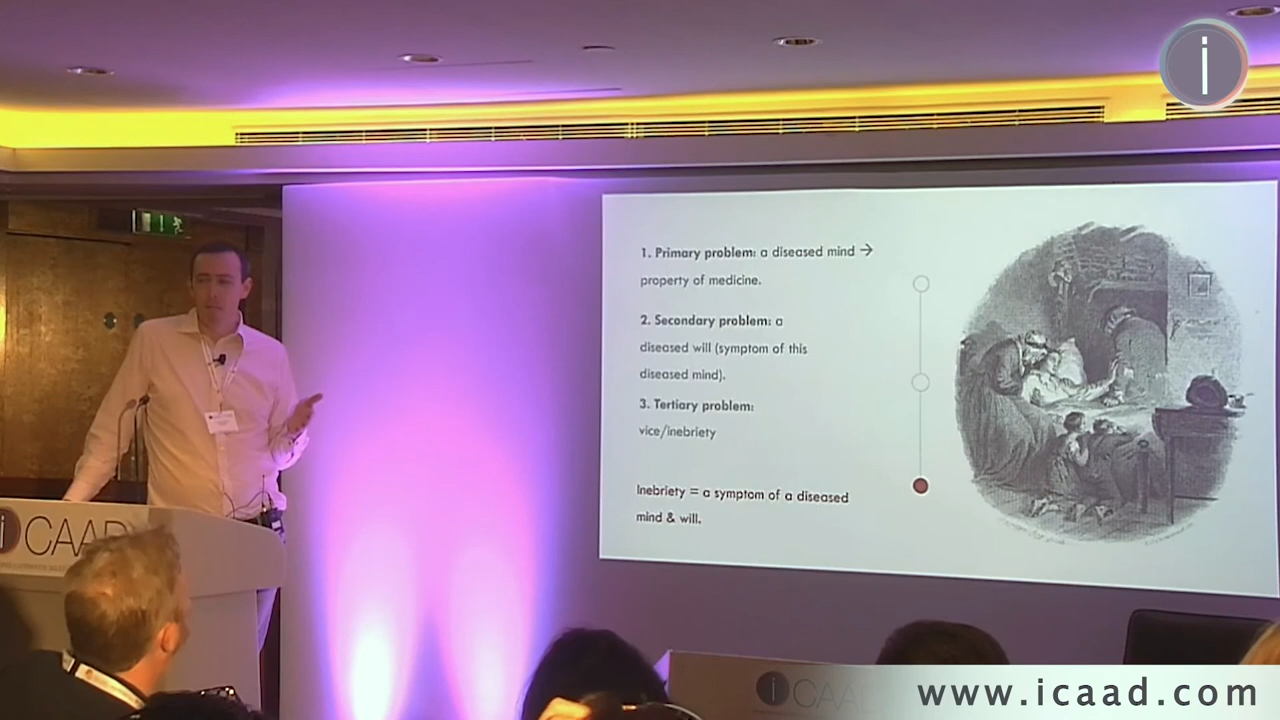 i
1. Primary problem: a diseased mind →
property of medicine.
2. Secondary problem: a
diseased will (symptom of this
diseased mind).
3. Tertiary problem:
vice/inebriety
Inebriety = a symptom of a diseased
mind & will.
iCAAD
iCAAD
www.icaad.com